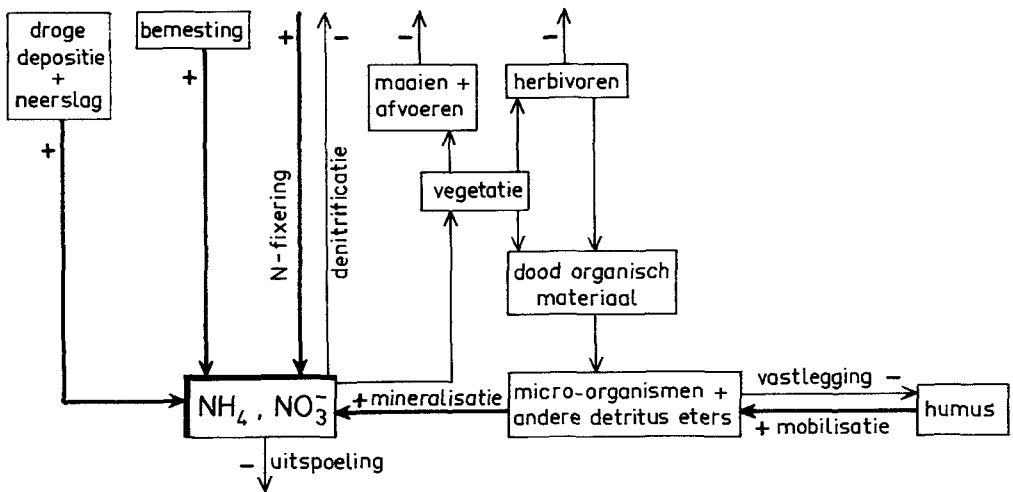 droge
depositie
+
neerslag
+
bemesting
+
+
N-fixering
-
denitrificatie
-
maaien +
afvoeren
-
herbivoren
vegetatie
dood organisch
materiaal
NH₄, NO₃⁻
+ mineralisatie
micro-organismen +
andere detritus eters
vastlegging -
+ mobilisatie
humus
- uitspoeling